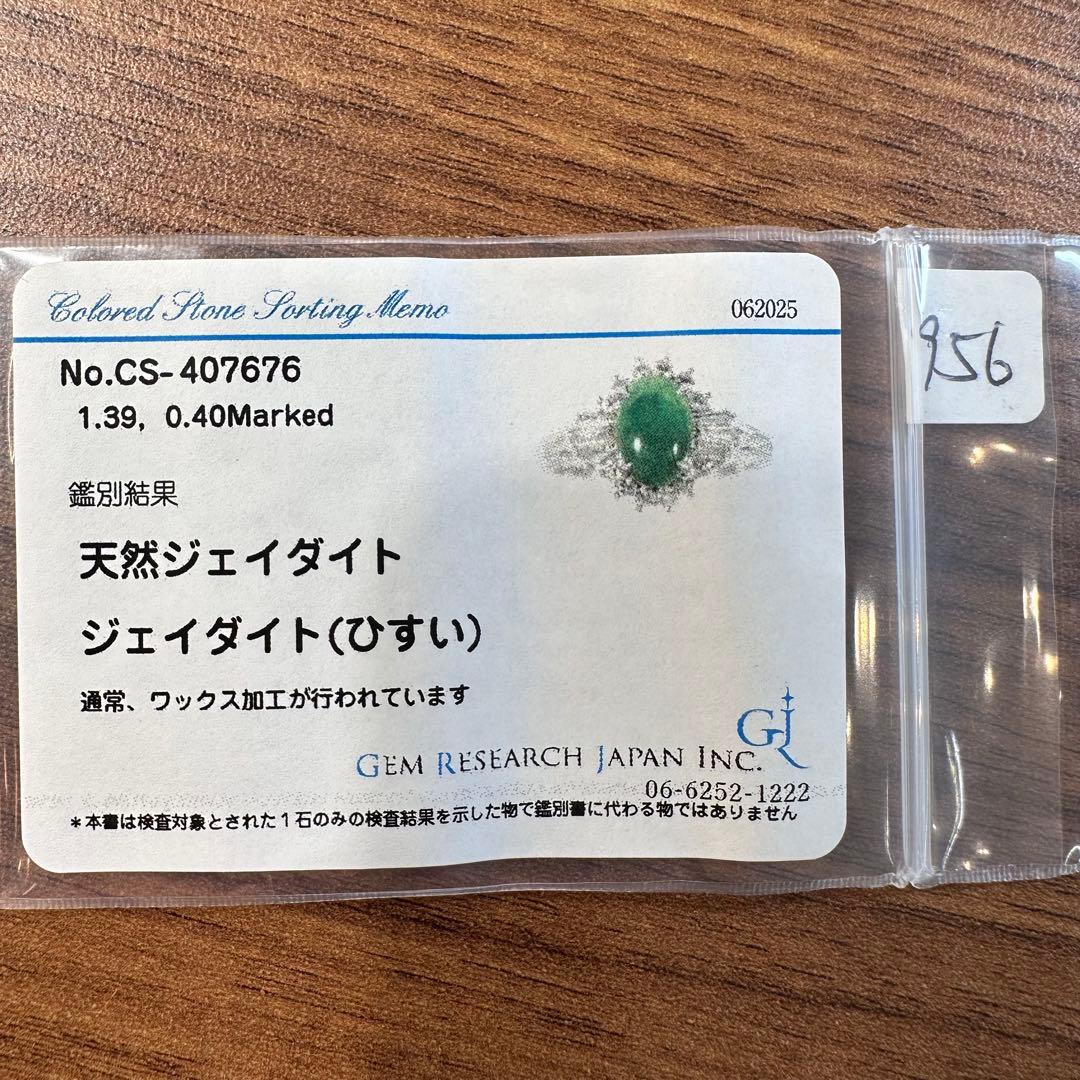 Colored Stone Sorting Memo
062025
No.CS-407676
1.39, 0.40Marked
鑑別結果
天然ジェイダイト
ジェイダイト(ひすい)
通常、ワックス加工が行われています
GJ
GEM RESEARCH JAPAN INC.
06-6252-1222
*本書は検査対象とされた1石のみの検査結果を示した物で鑑別書に代わる物ではありません
956